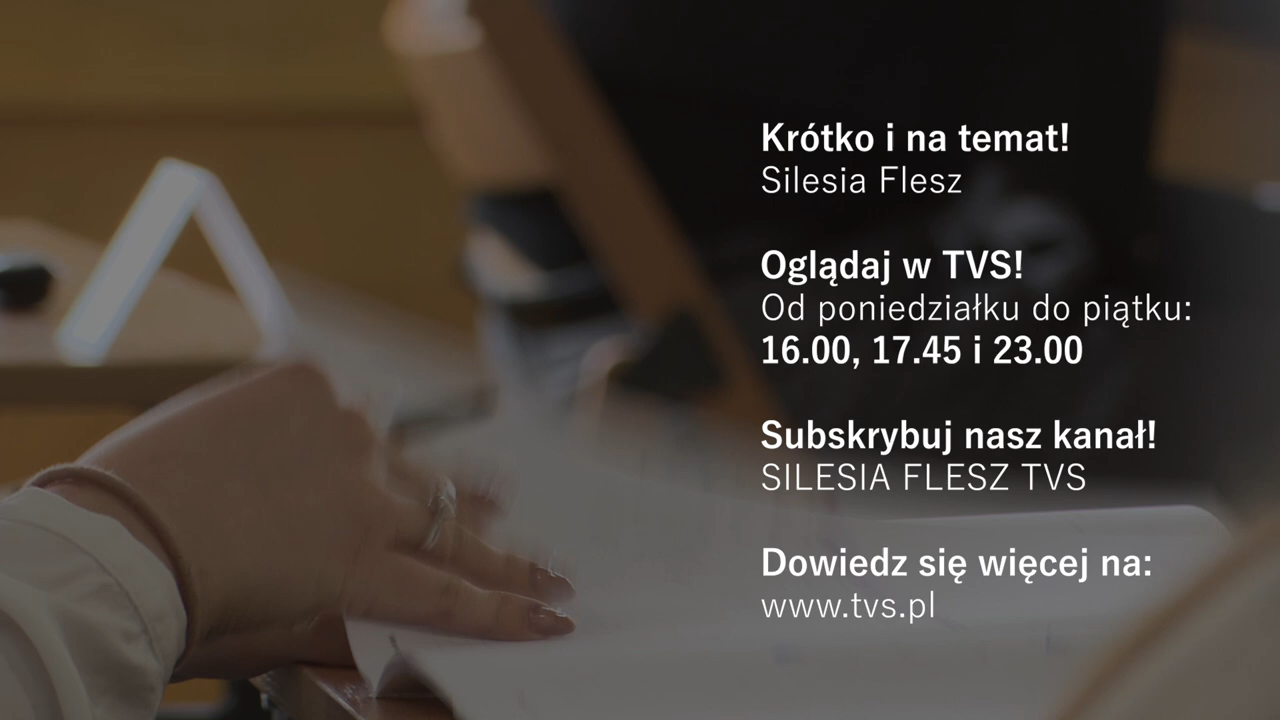 Krótko i na temat!
Silesia Flesz
Oglądaj w TVS!
Od poniedziałku do piątku:
16.00, 17.45 i 23.00
Subskrybuj nasz kanał!
SILESIA FLESZ TVS
Dowiedz się więcej na:
www.tvs.pl